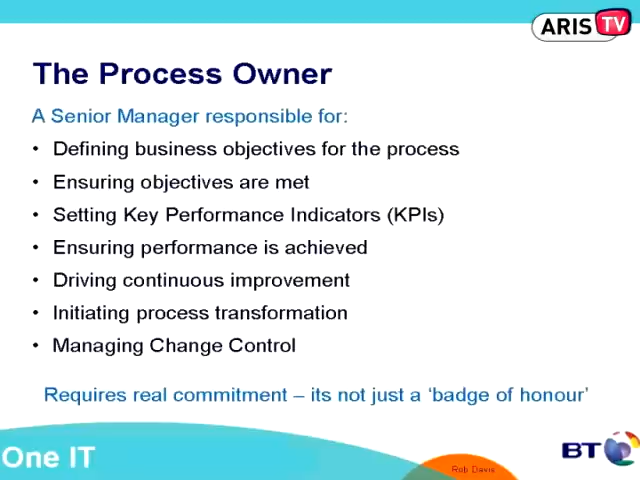 ARIS TV
The Process Owner
A Senior Manager responsible for:
• Defining business objectives for the process
• Ensuring objectives are met
• Setting Key Performance Indicators (KPIs)
• Ensuring performance is achieved
• Driving continuous improvement
• Initiating process transformation
• Managing Change Control
Requires real commitment – its not just a ‘badge of honour’
One IT
Rob Davis
BT